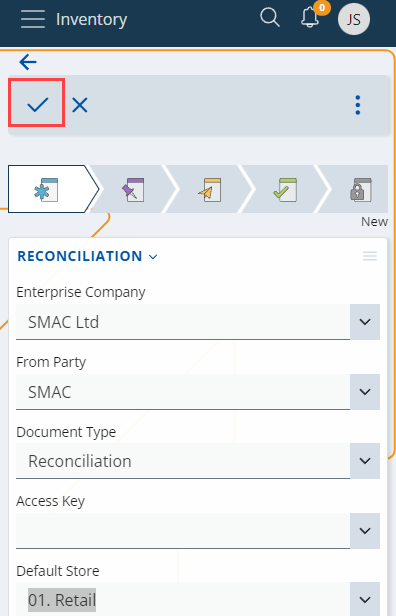 Inventory
0
JS
New
RECONCILIATION
Enterprise Company
SMAC Ltd
From Party
SMAC
Document Type
Reconciliation
Access Key
Default Store
01. Retail